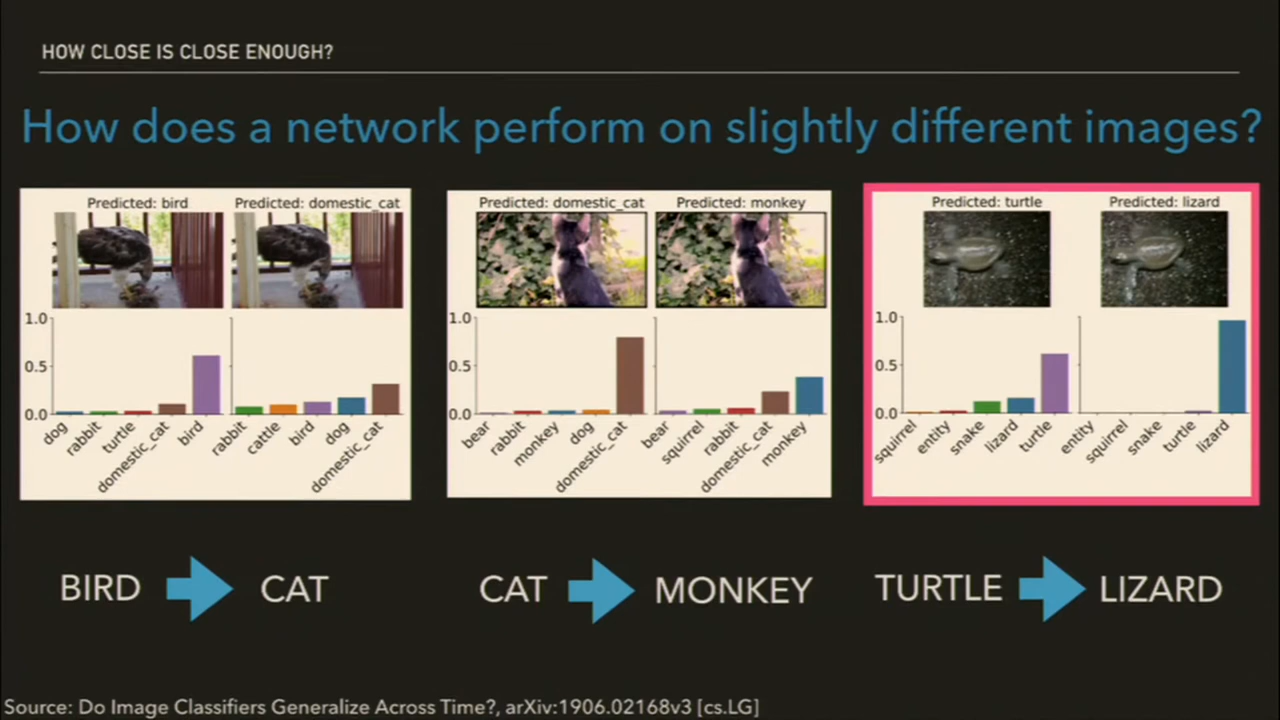 HOW CLOSE IS CLOSE ENOUGH?
How does a network perform on slightly different images?
Predicted: bird
Predicted: domestic_cat
1.0
0.5
0.0
dog
rabbit
turtle
domestic_cat
bird
rabbit
cattle
bird
dog
domestic_cat
Predicted: domestic_cat
Predicted: monkey
1.0
0.5
0.0
bear
rabbit
monkey
dog
domestic_cat
bear
squirrel
rabbit
domestic_cat
monkey
Predicted: turtle
Predicted: lizard
1.0
0.5
0.0
squirrel
entity
snake
lizard
turtle
entity
squirrel
snake
turtle
lizard
BIRD
CAT
CAT
MONKEY
TURTLE
LIZARD
Source: Do Image Classifiers Generalize Across Time?, arXiv:1906.02168v3 [cs.LG]